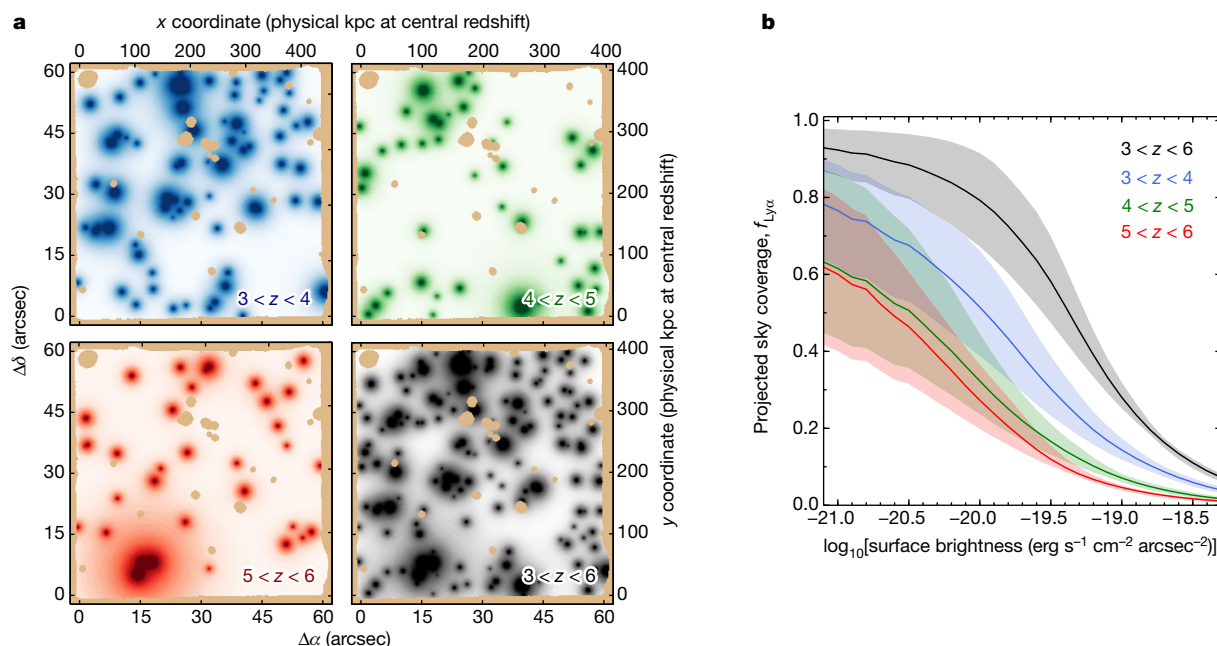 a
x coordinate (physical kpc at central redshift)
0 100 200 300 400
0 100 200 300 400
60
45
30
15
0
3 < z < 4
4 < z < 5
400
300
200
100
0
60
45
30
15
0
5 < z < 6
3 < z < 6
400
300
200
100
0
Δδ (arcsec)
y coordinate (physical kpc at central redshift)
15 30 45 60
15 30 45 60
Δα (arcsec)
b
1.0
0.8
0.6
0.4
0.2
0.0
Projected sky coverage, fLyα
3 < z < 6
3 < z < 4
4 < z < 5
5 < z < 6
−21.0 −20.5 −20.0 −19.5 −19.0 −18.5
log₁₀[surface brightness (erg s⁻¹ cm⁻² arcsec⁻²)]